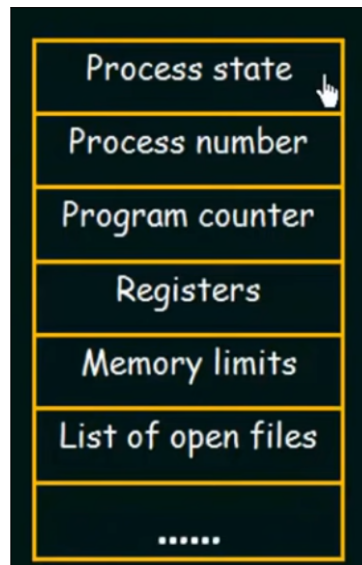 Process state
Process number
Program counter
Registers
Memory limits
List of open files
......